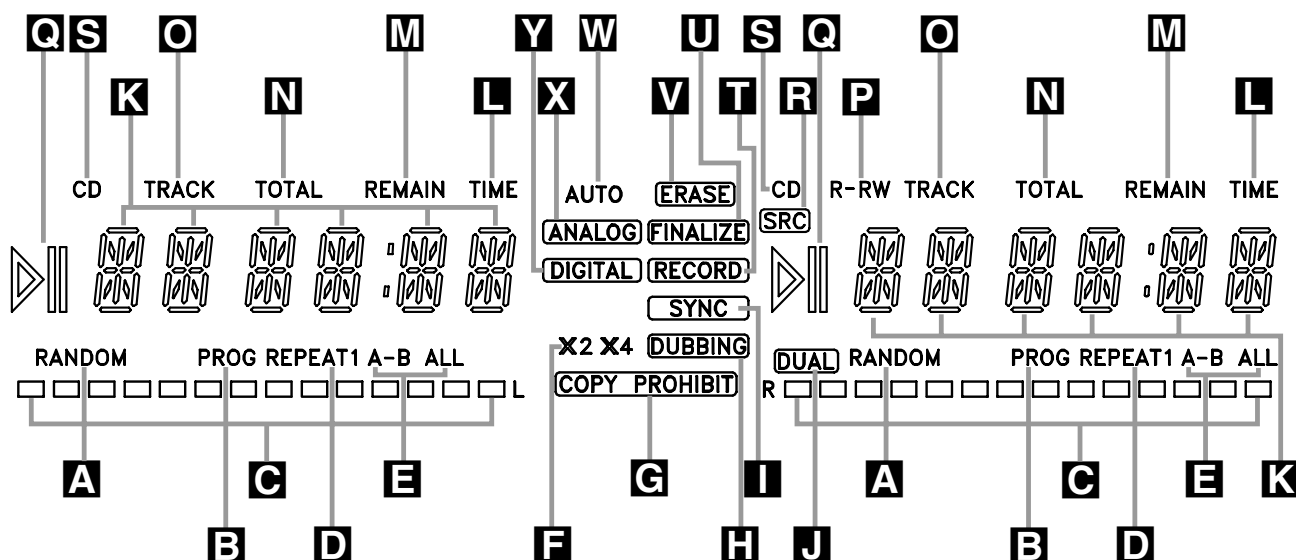 Q S O M Y W U S Q O M
K N L X V T R P N L
CD TRACK TOTAL REMAIN TIME AUTO ERASE CD R-RW TRACK TOTAL REMAIN TIME
SRC
ANALOG FINALIZE
DIGITAL RECORD
SYNC
X2 X4 DUBBING
RANDOM PROG REPEAT1 A-B ALL DUAL RANDOM PROG REPEAT1 A-B ALL
COPY PROHIBIT
L R
A C E G I A C E K
B D F H J B D